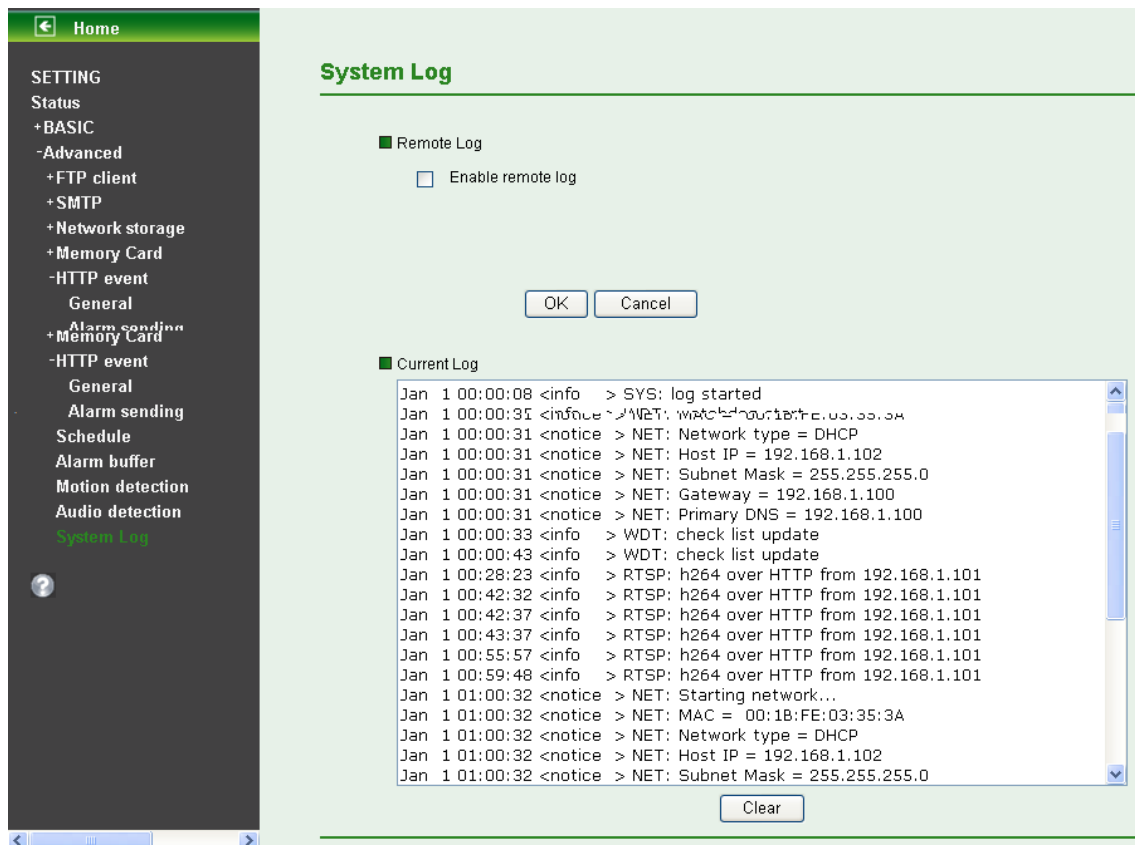 Home
SETTING
Status
+BASIC
-Advanced
+FTP client
+SMTP
+Network storage
+Memory Card
-HTTP event
General
Alarm sending
+Memory Card
-HTTP event
General
Alarm sending
Schedule
Alarm buffer
Motion detection
Audio detection
System Log
System Log
Remote Log
Enable remote log
OK Cancel
Current Log
Jan 1 00:00:08 <info > SYS: log started
Jan 1 00:00:31
Jan 1 00:00:31 <notice > NET: Network type = DHCP
Jan 1 00:00:31 <notice > NET: Host IP = 192.168.1.102
Jan 1 00:00:31 <notice > NET: Subnet Mask = 255.255.255.0
Jan 1 00:00:31 <notice > NET: Gateway = 192.168.1.100
Jan 1 00:00:31 <notice > NET: Primary DNS = 192.168.1.100
Jan 1 00:00:33 <info > WDT: check list update
Jan 1 00:00:43 <info > WDT: check list update
Jan 1 00:28:23 <info > RTSP: h264 over HTTP from 192.168.1.101
Jan 1 00:42:32 <info > RTSP: h264 over HTTP from 192.168.1.101
Jan 1 00:42:37 <info > RTSP: h264 over HTTP from 192.168.1.101
Jan 1 00:43:37 <info > RTSP: h264 over HTTP from 192.168.1.101
Jan 1 00:55:57 <info > RTSP: h264 over HTTP from 192.168.1.101
Jan 1 00:59:48 <info > RTSP: h264 over HTTP from 192.168.1.101
Jan 1 01:00:32 <notice > NET: Starting network...
Jan 1 01:00:32 <notice > NET: MAC = 00:1B:FE:03:35:3A
Jan 1 01:00:32 <notice > NET: Network type = DHCP
Jan 1 01:00:32 <notice > NET: Host IP = 192.168.1.102
Jan 1 01:00:32 <notice > NET: Subnet Mask = 255.255.255.0
Clear